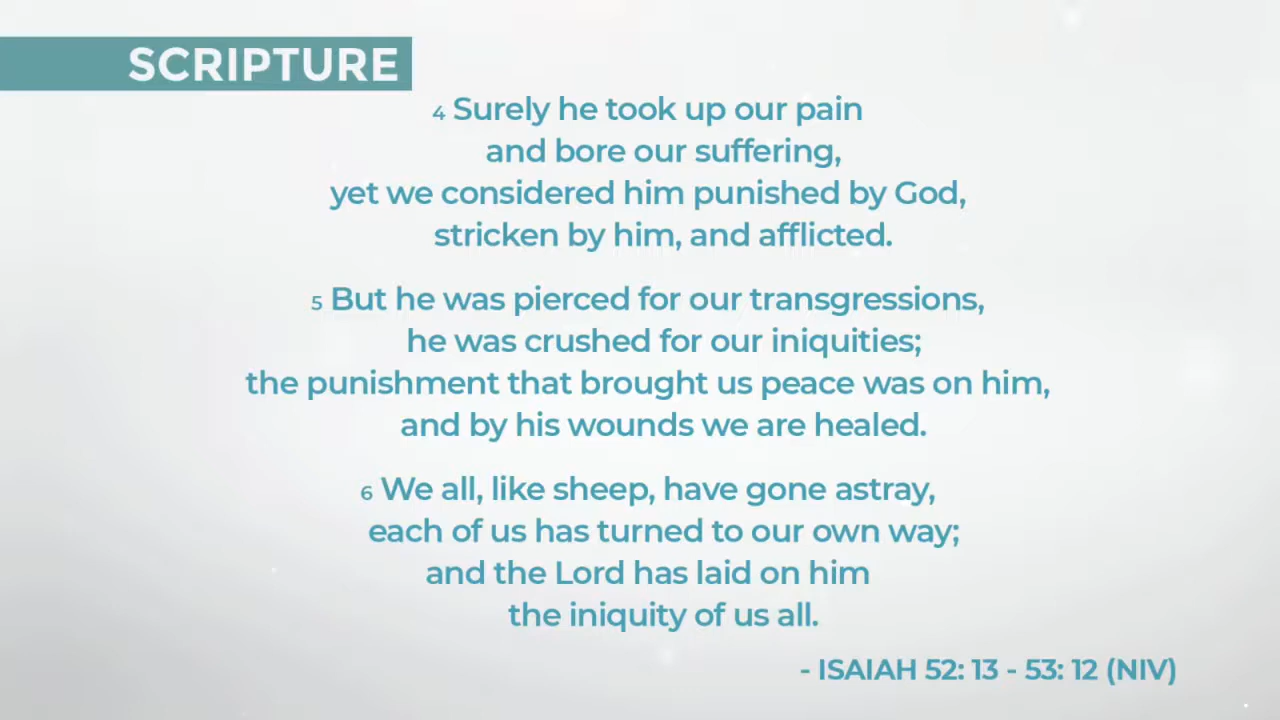 SCRIPTURE
4 Surely he took up our pain
and bore our suffering,
yet we considered him punished by God,
stricken by him, and afflicted.
5 But he was pierced for our transgressions,
he was crushed for our iniquities;
the punishment that brought us peace was on him,
and by his wounds we are healed.
6 We all, like sheep, have gone astray,
each of us has turned to our own way;
and the Lord has laid on him
the iniquity of us all.
- ISAIAH 52: 13 - 53: 12 (NIV)